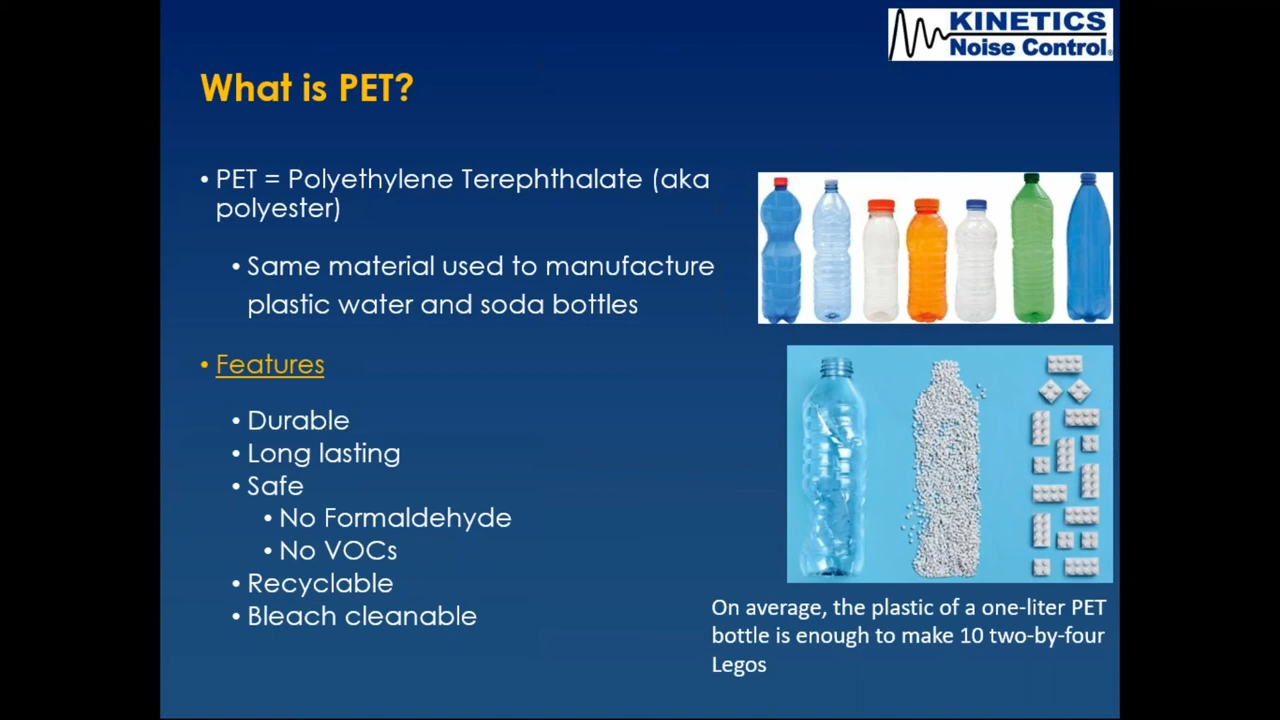 KINETICS
Noise Control®
What is PET?
• PET = Polyethylene Terephthalate (aka
polyester)
• Same material used to manufacture
plastic water and soda bottles
• Features
• Durable
• Long lasting
• Safe
• No Formaldehyde
• No VOCs
• Recyclable
• Bleach cleanable
On average, the plastic of a one-liter PET
bottle is enough to make 10 two-by-four
Legos